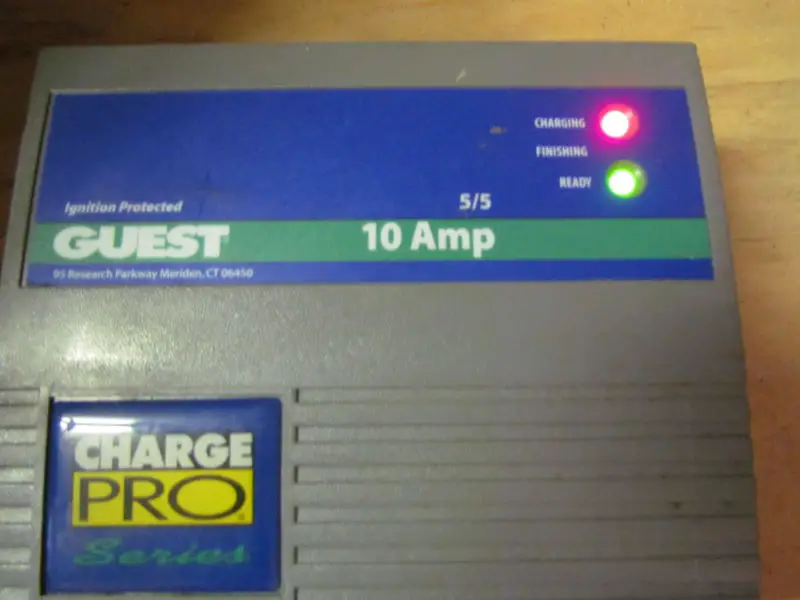 CHARGING
FINISHING
READY
Ignition Protected
5/5
GUEST
10 Amp
95 Research Parkway Meriden, CT 06450
CHARGE
PRO
Series